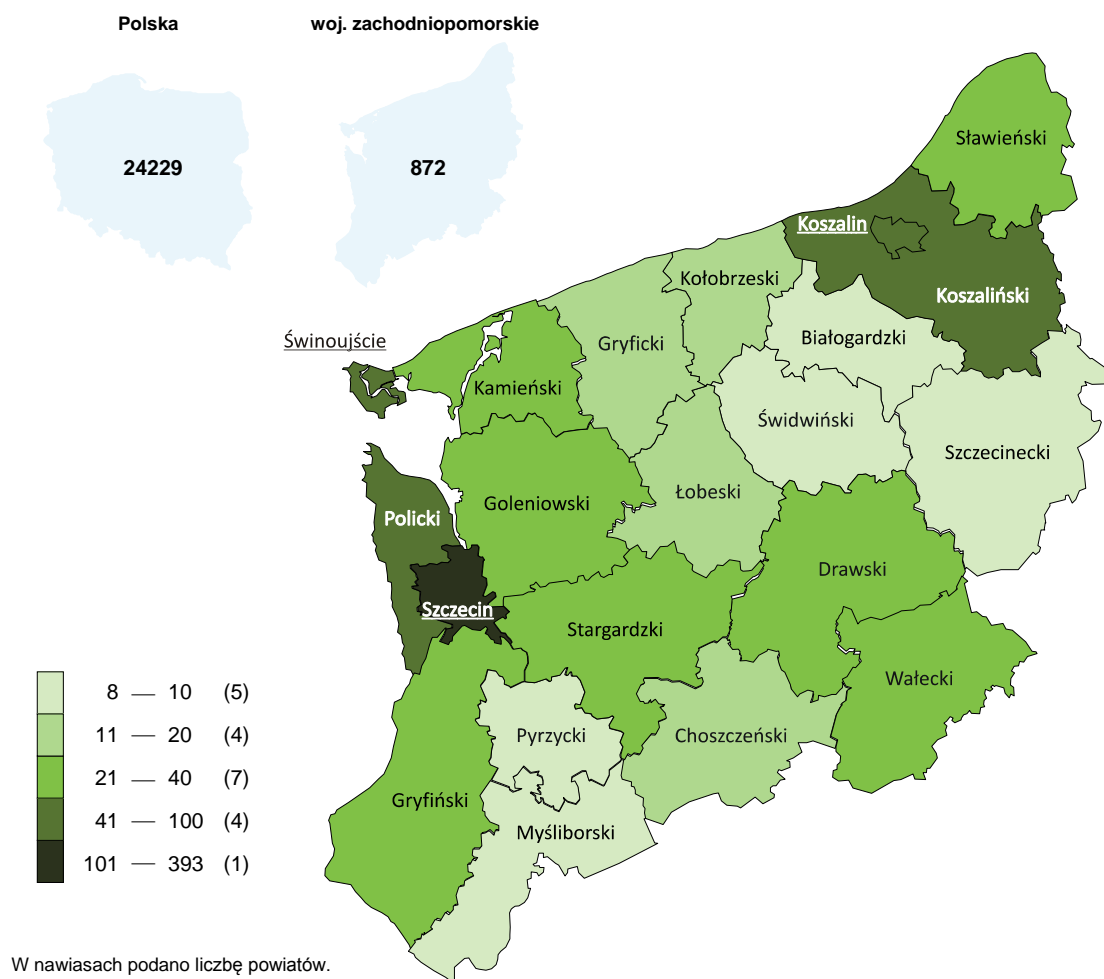 Polska
woj. zachodniopomorskie
24229
872
Sławieński
Koszalin
Kołobrzeski
Koszaliński
Świnoujście
Gryficki
Białogardzki
Kamieński
Świdwiński
Szczecinecki
Goleniowski
Łobeski
Policki
Drawski
Szczecin
Stargardzki
Wałecki
Pyrzycki
Choszczeński
Gryfiński
Myśliborski
8 — 10 (5)
11 — 20 (4)
21 — 40 (7)
41 — 100 (4)
101 — 393 (1)
W nawiasach podano liczbę powiatów.